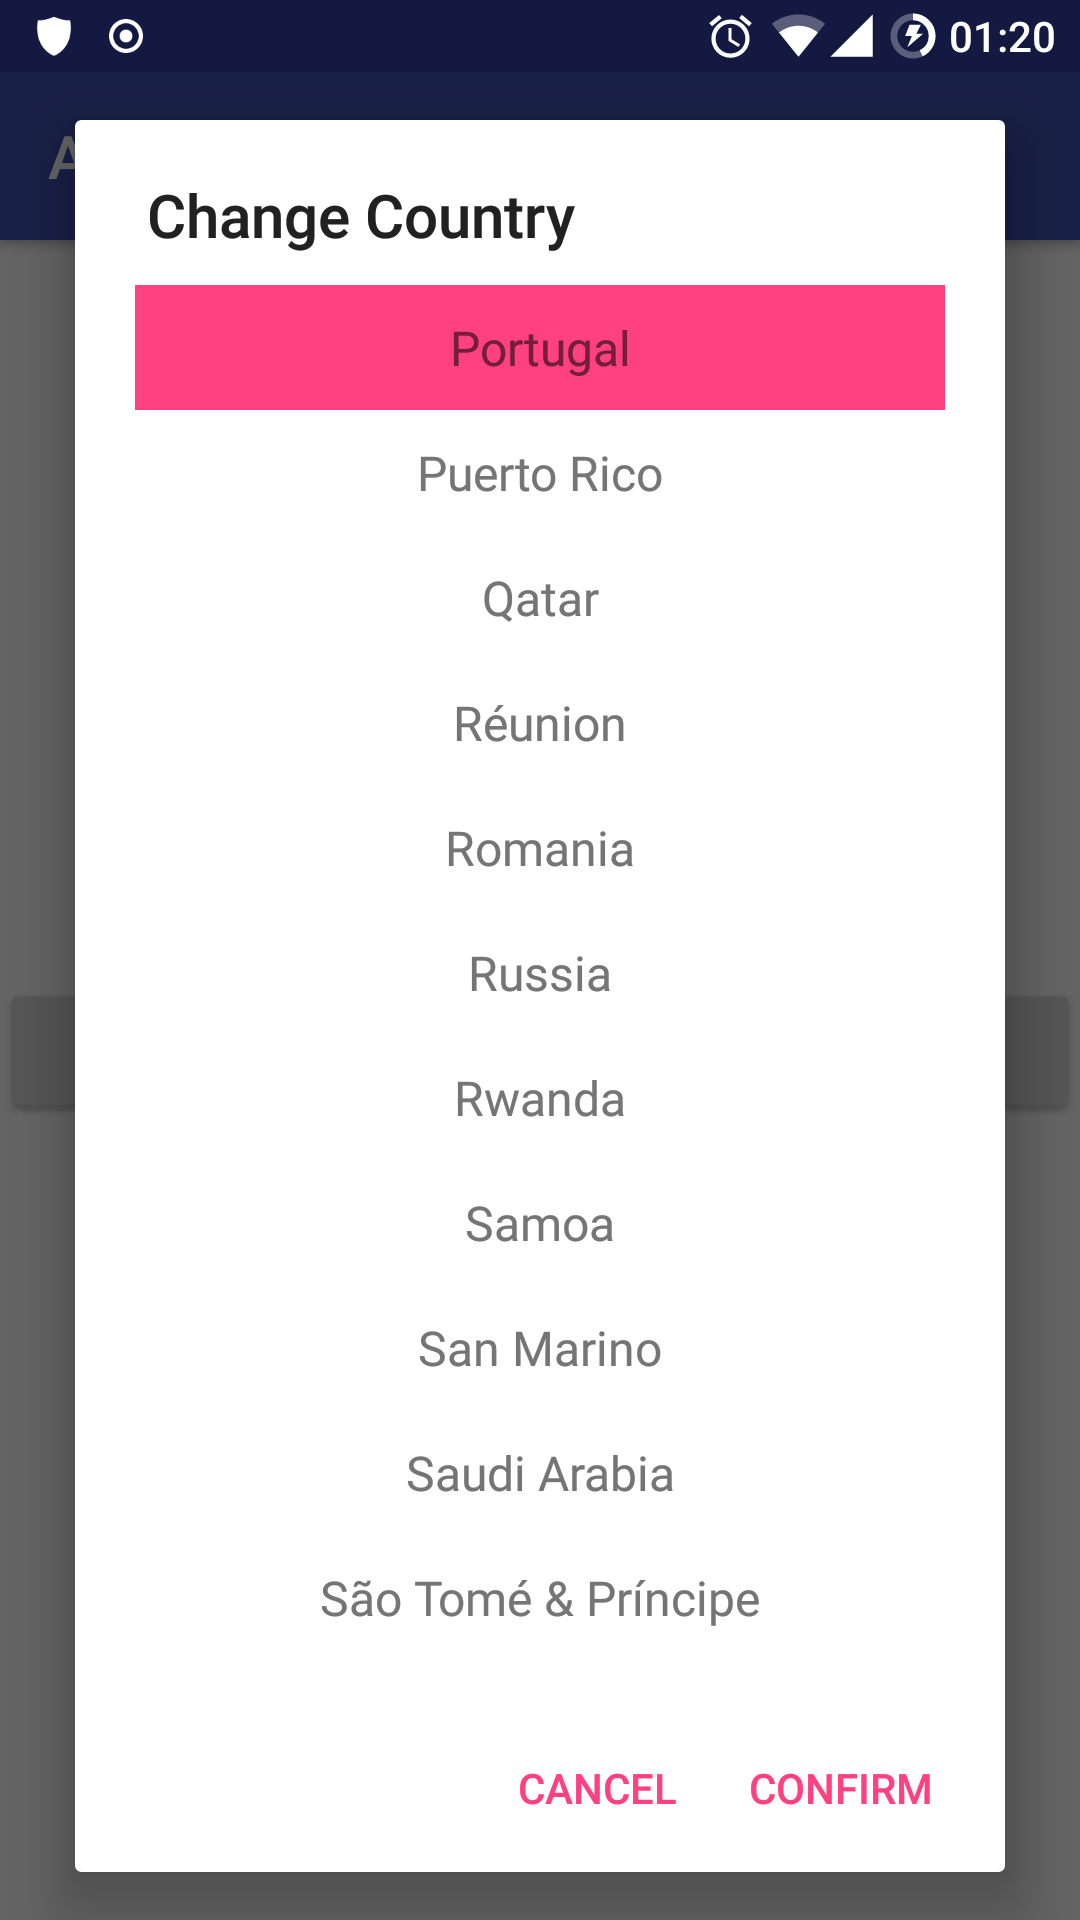 01:20
A
Change Country
Portugal
Puerto Rico
Qatar
Réunion
Romania
Russia
Rwanda
Samoa
San Marino
Saudi Arabia
São Tomé & Príncipe
CANCEL CONFIRM